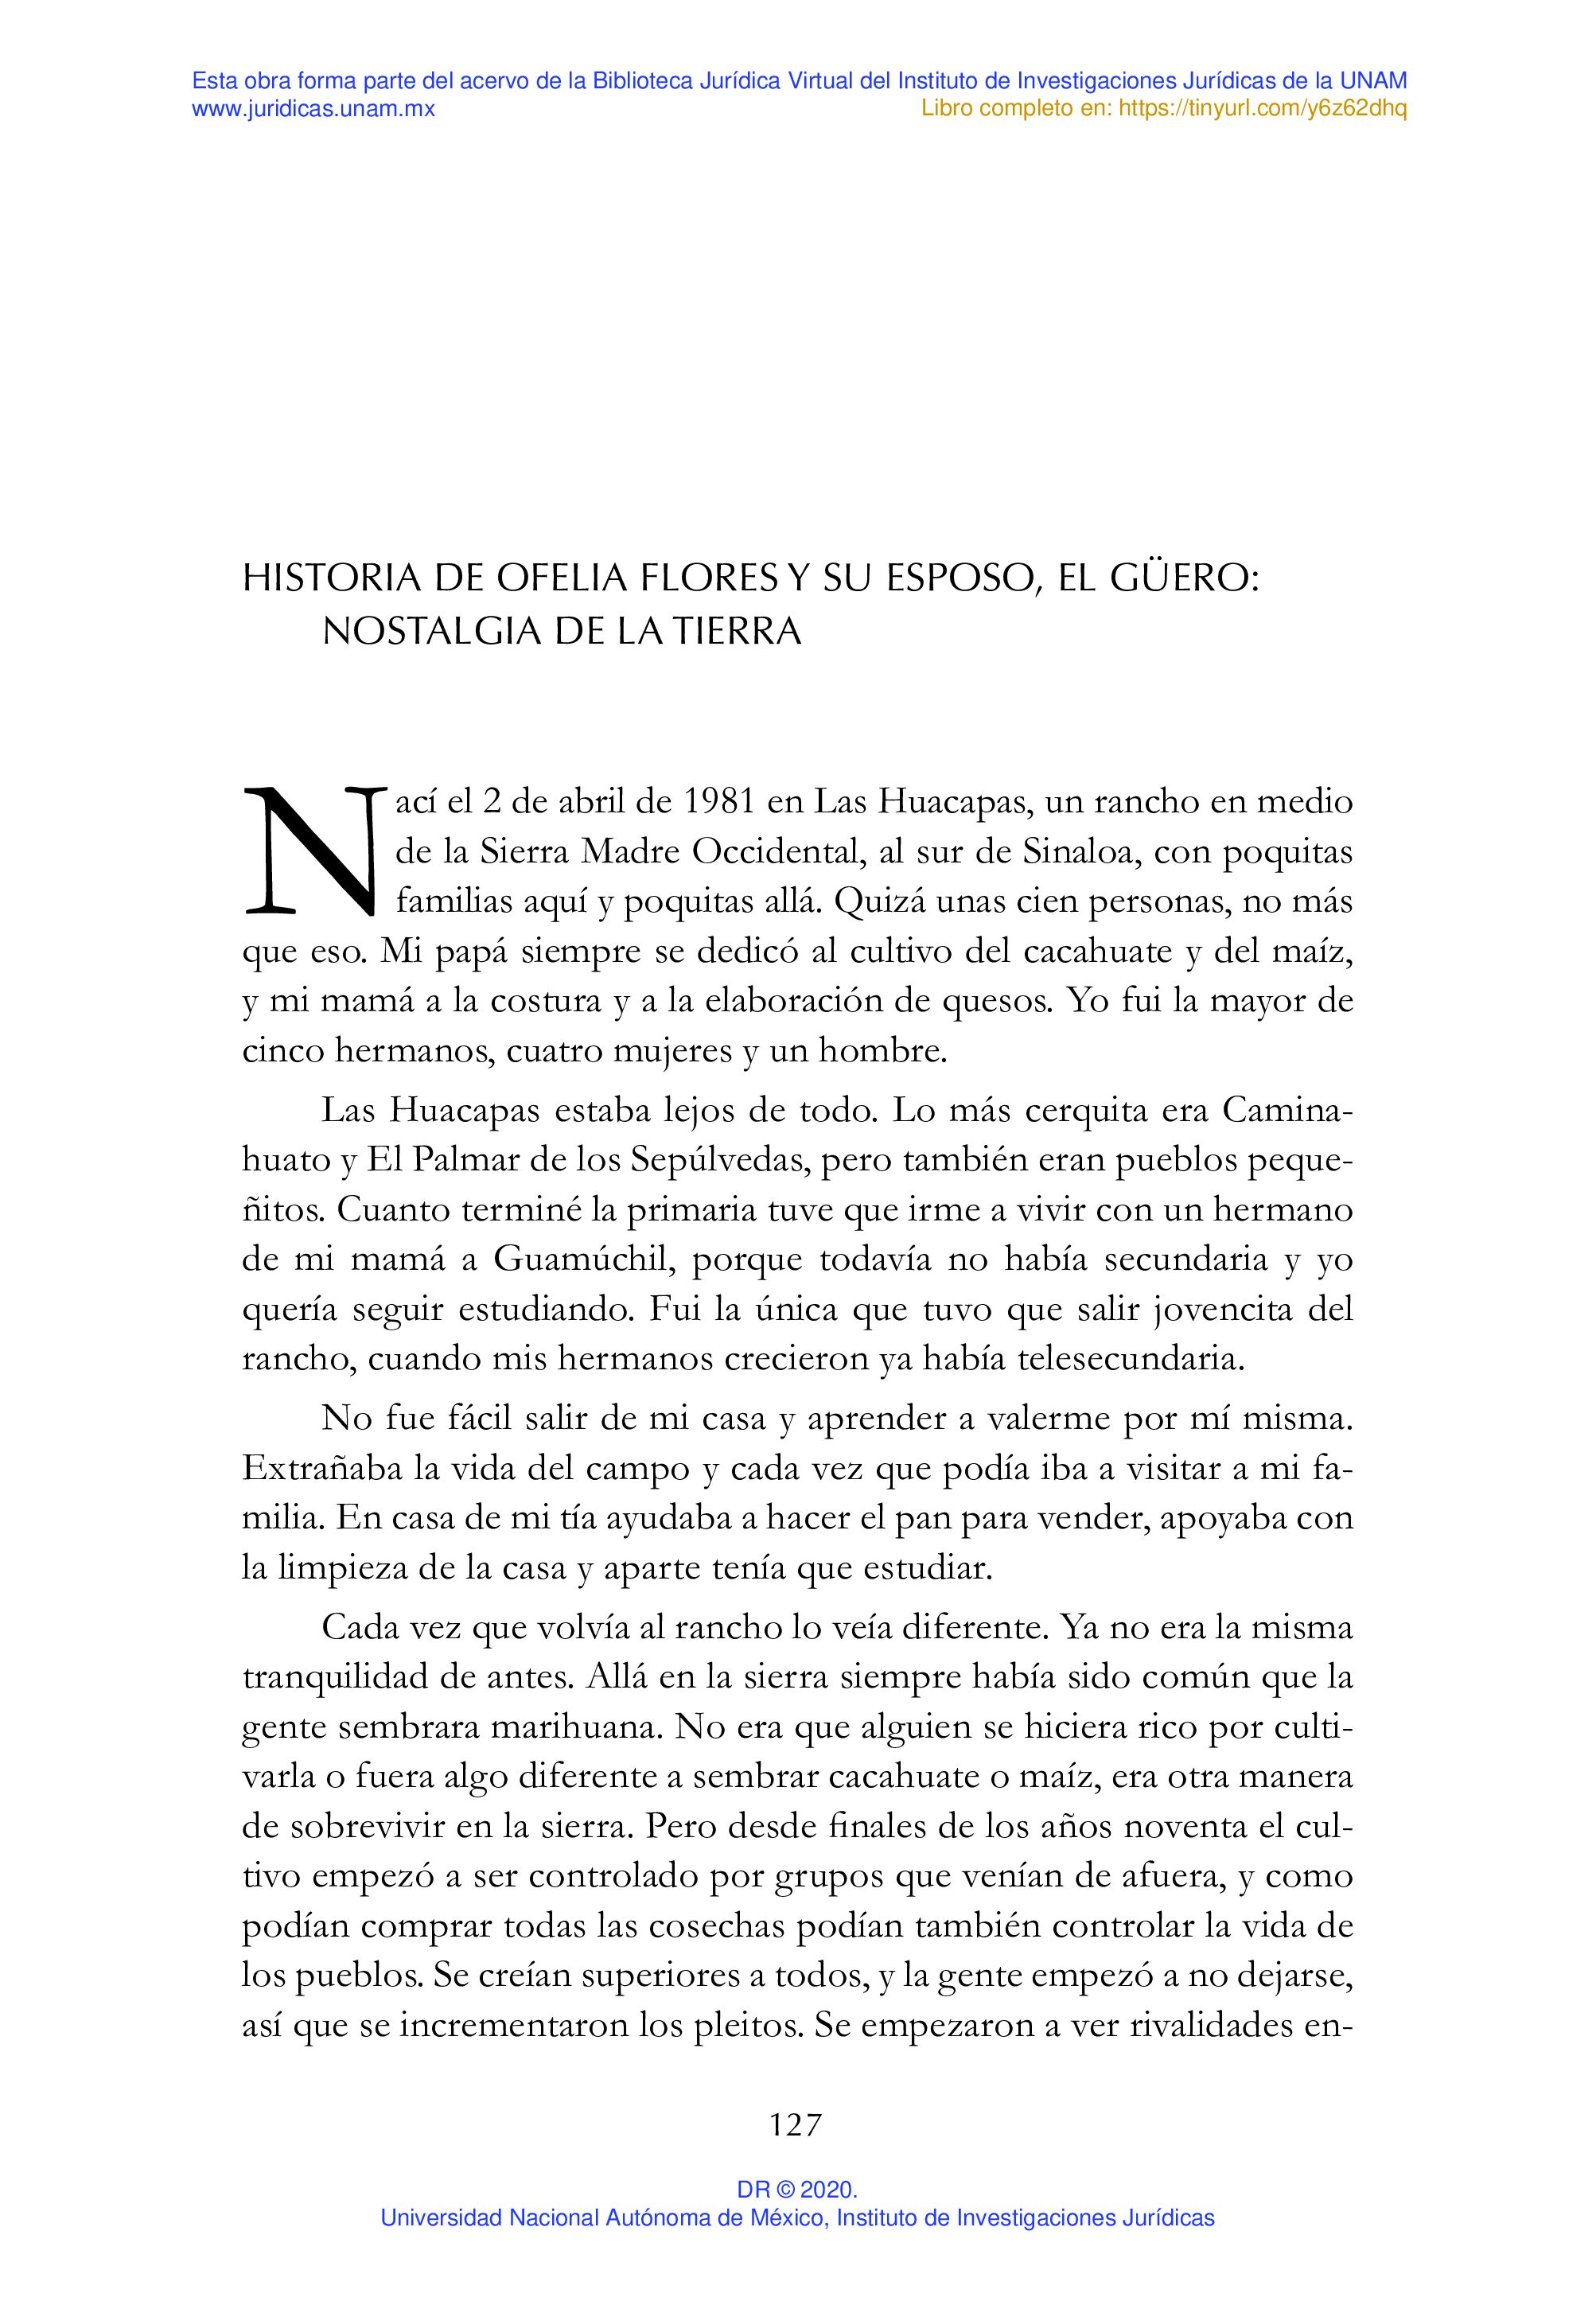 Esta obra forma parte del acervo de la Biblioteca Jurídica Virtual del Instituto de Investigaciones Jurídicas de la UNAM
www.juridicas.unam.mx
Libro completo en: https://tinyurl.com/y6z62dhq
HISTORIA DE OFELIA FLORES Y SU ESPOSO, EL GÜERO:
NOSTALGIA DE LA TIERRA
Nací el 2 de abril de 1981 en Las Huacapas, un rancho en medio
de la Sierra Madre Occidental, al sur de Sinaloa, con poquitas
familias aquí y poquitas allá. Quizá unas cien personas, no más
que eso. Mi papá siempre se dedicó al cultivo del cacahuate y del maíz,
y mi mamá a la costura y a la elaboración de quesos. Yo fui la mayor de
cinco hermanos, cuatro mujeres y un hombre.
Las Huacapas estaba lejos de todo. Lo más cerquita era Camina-
huato y El Palmar de los Sepúlvedas, pero también eran pueblos peque-
ñitos. Cuanto terminé la primaria tuve que irme a vivir con un hermano
de mi mamá a Guamúchil, porque todavía no había secundaria y yo
quería seguir estudiando. Fui la única que tuvo que salir jovencita del
rancho, cuando mis hermanos crecieron ya había telesecundaria.
No fue fácil salir de mi casa y aprender a valerme por mí misma.
Extrañaba la vida del campo y cada vez que podía iba a visitar a mi fa-
milia. En casa de mi tía ayudaba a hacer el pan para vender, apoyaba con
la limpieza de la casa y aparte tenía que estudiar.
Cada vez que volvía al rancho lo veía diferente. Ya no era la misma
tranquilidad de antes. Allá en la sierra siempre había sido común que la
gente sembrara marihuana. No era que alguien se hiciera rico por culti-
varla o fuera algo diferente a sembrar cacahuate o maíz, era otra manera
de sobrevivir en la sierra. Pero desde finales de los años noventa el cul-
tivo empezó a ser controlado por grupos que venían de afuera, y como
podían comprar todas las cosechas podían también controlar la vida de
los pueblos. Se creían superiores a todos, y la gente empezó a no dejarse,
así que se incrementaron los pleitos. Se empezaron a ver rivalidades en-
127
DR © 2020.
Universidad Nacional Autónoma de México, Instituto de Investigaciones Jurídicas